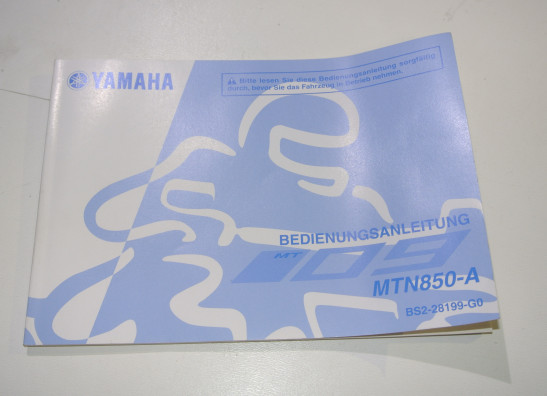 YAMAHA
Bitte lesen Sie diese Bedienungsanleitung sorgfältig
durch, bevor Sie das Fahrzeug in Betrieb nehmen.
BEDIENUNGSANLEITUNG
MT 09
MTN850-A
BS2-28199-G0